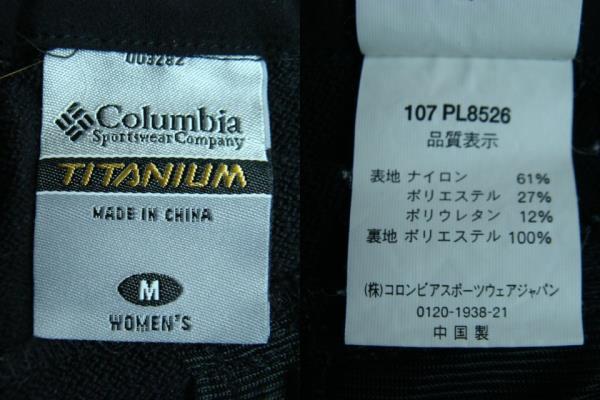 003282
Columbia
Sportswear Company
TITANIUM
MADE IN CHINA
M
WOMEN'S
107 PL8526
品質表示
表地 ナイロン 61%
ポリエステル 27%
ポリウレタン 12%
裏地 ポリエステル 100%
(株)コロンビアスポーツウェアジャパン
0120-1938-21
中国製